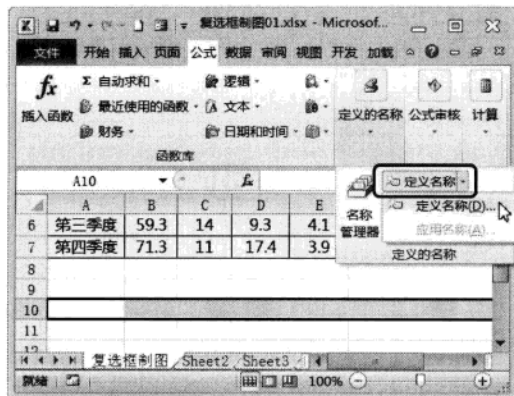 复选框制图01.xlsx - Microsof...
文件 开始 插入 页面 公式 数据 审阅 视图 开发 加载
fx Σ 自动求和 逻辑
插入函数 最近使用的函数 A 文本 定义的名称 公式审核 计算
财务 日期和时间
函数库
A10 fx
定义名称
名称管理器 定义名称(D)...
应用名称(A)...
定义的名称
A B C D E
6 第三季度 59.3 14 9.3 4.1
7 第四季度 71.3 11 17.4 3.9
8
9
10
11
12
复选框制图 Sheet2 Sheet3
就绪 100%